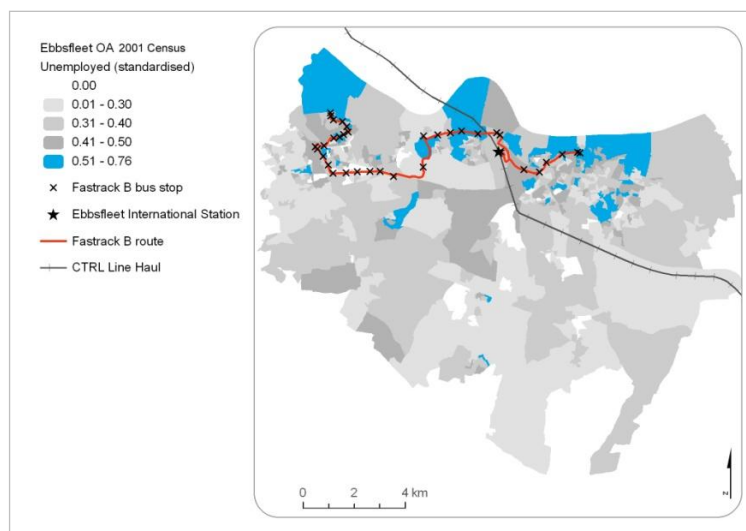 Ebbsfleet OA 2001 Census
Unemployed (standardised)
0.00
0.01 - 0.30
0.31 - 0.40
0.41 - 0.50
0.51 - 0.76
Fastrack B bus stop
Ebbsfleet International Station
Fastrack B route
CTRL Line Haul
0 2 4 km
z